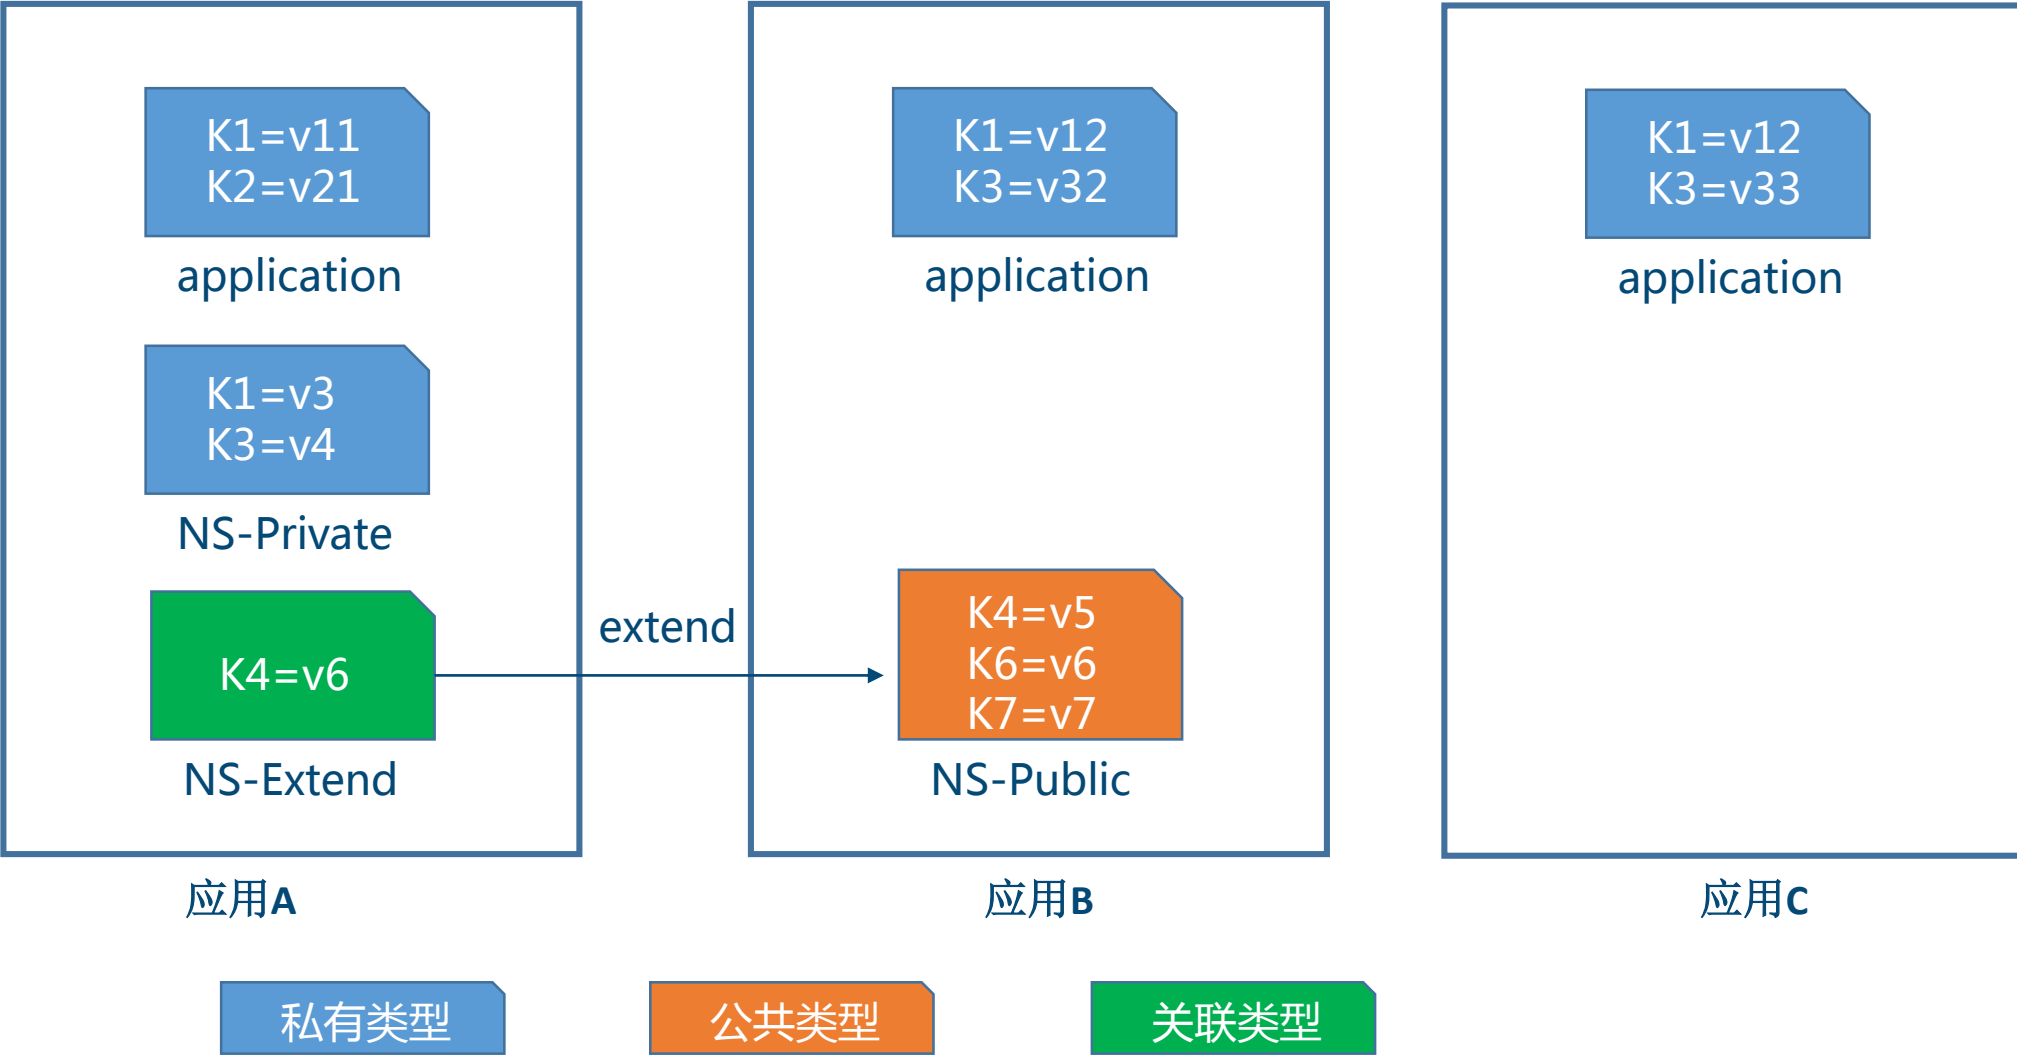 K1=v11
K2=v21
application
K1=v3
K3=v4
NS-Private
K4=v6
NS-Extend
应用A
extend
K1=v12
K3=v32
application
K4=v5
K6=v6
K7=v7
NS-Public
应用B
K1=v12
K3=v33
application
应用C
私有类型
公共类型
关联类型